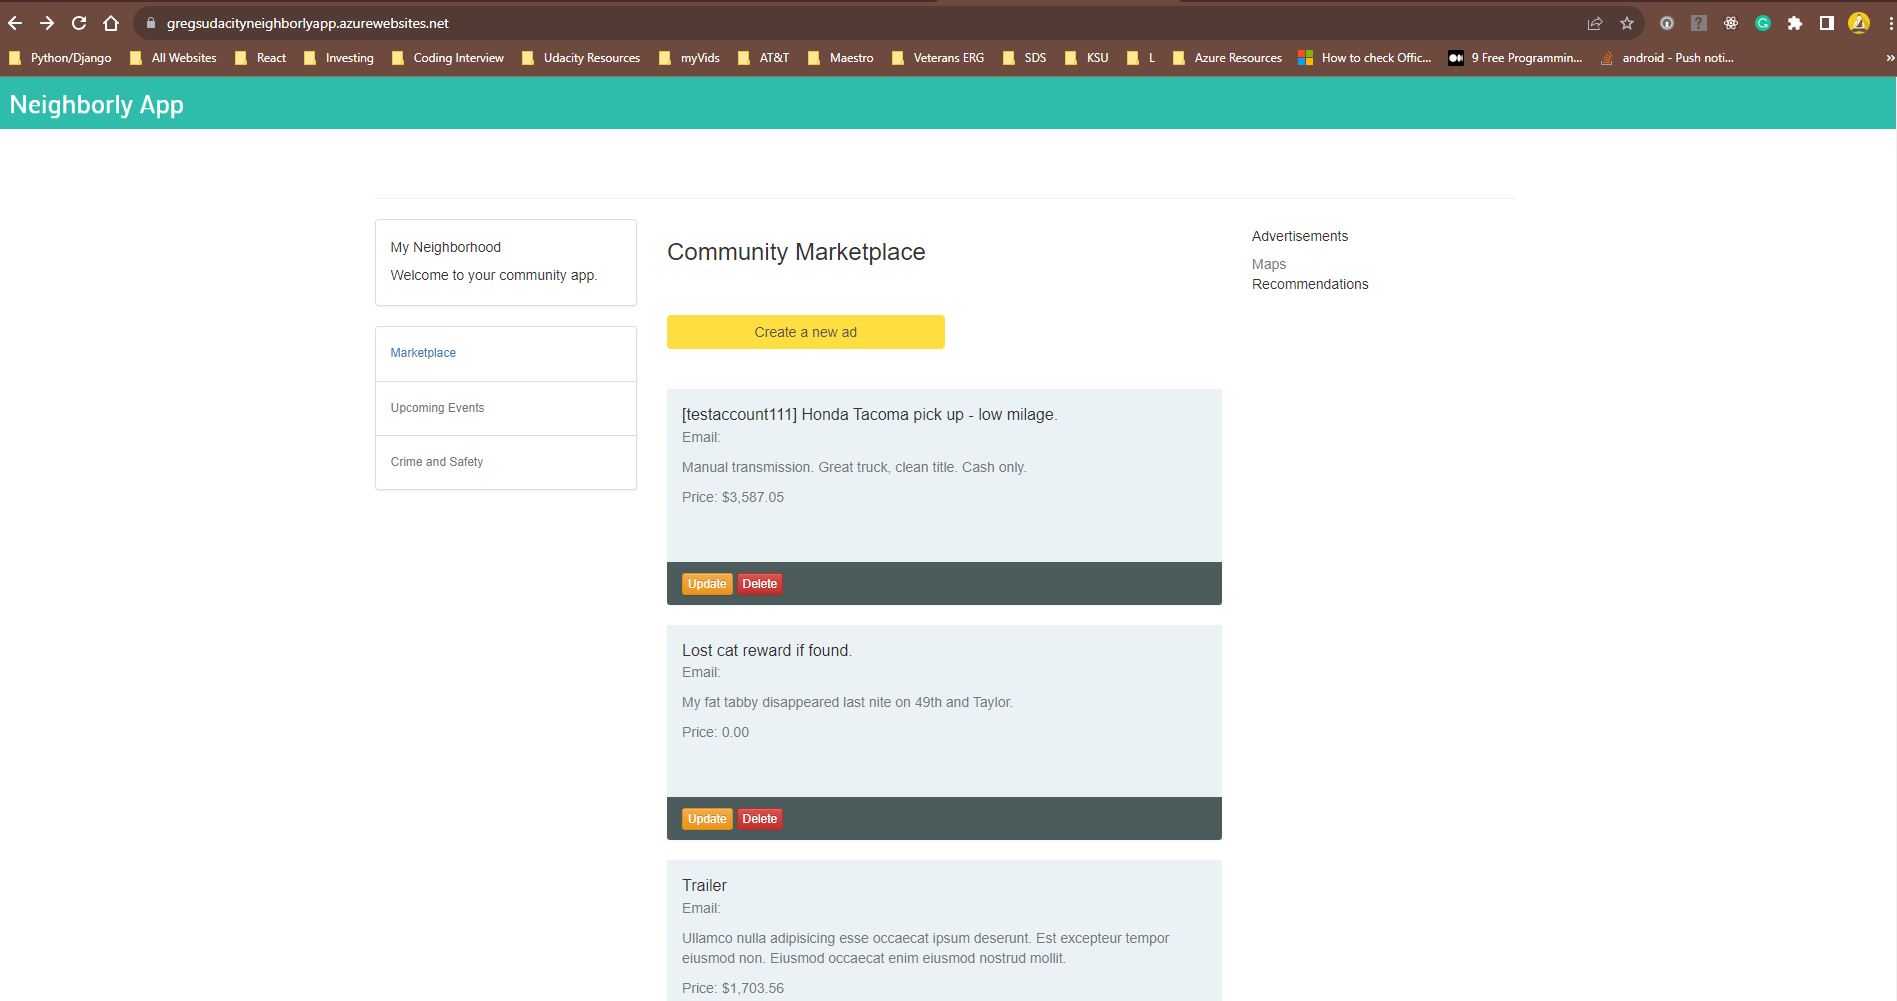 gregsudacityneighborlyapp.azurewebsites.net
Python/Django All Websites React Investing Coding Interview Udacity Resources myVids AT&T Maestro Veterans ERG SDS KSU L Azure Resources How to check Offic... 9 Free Programmin... android - Push noti... »
Neighborly App
My Neighborhood
Welcome to your community app.
Marketplace
Upcoming Events
Crime and Safety
Community Marketplace
Create a new ad
[testaccount111] Honda Tacoma pick up - low milage.
Email:
Manual transmission. Great truck, clean title. Cash only.
Price: $3,587.05
Update Delete
Lost cat reward if found.
Email:
My fat tabby disappeared last nite on 49th and Taylor.
Price: 0.00
Update Delete
Trailer
Email:
Ullamco nulla adipisicing esse occaecat ipsum deserunt. Est excepteur tempor
eiusmod non. Eiusmod occaecat enim eiusmod nostrud mollit.
Price: $1,703.56
Advertisements
Maps
Recommendations